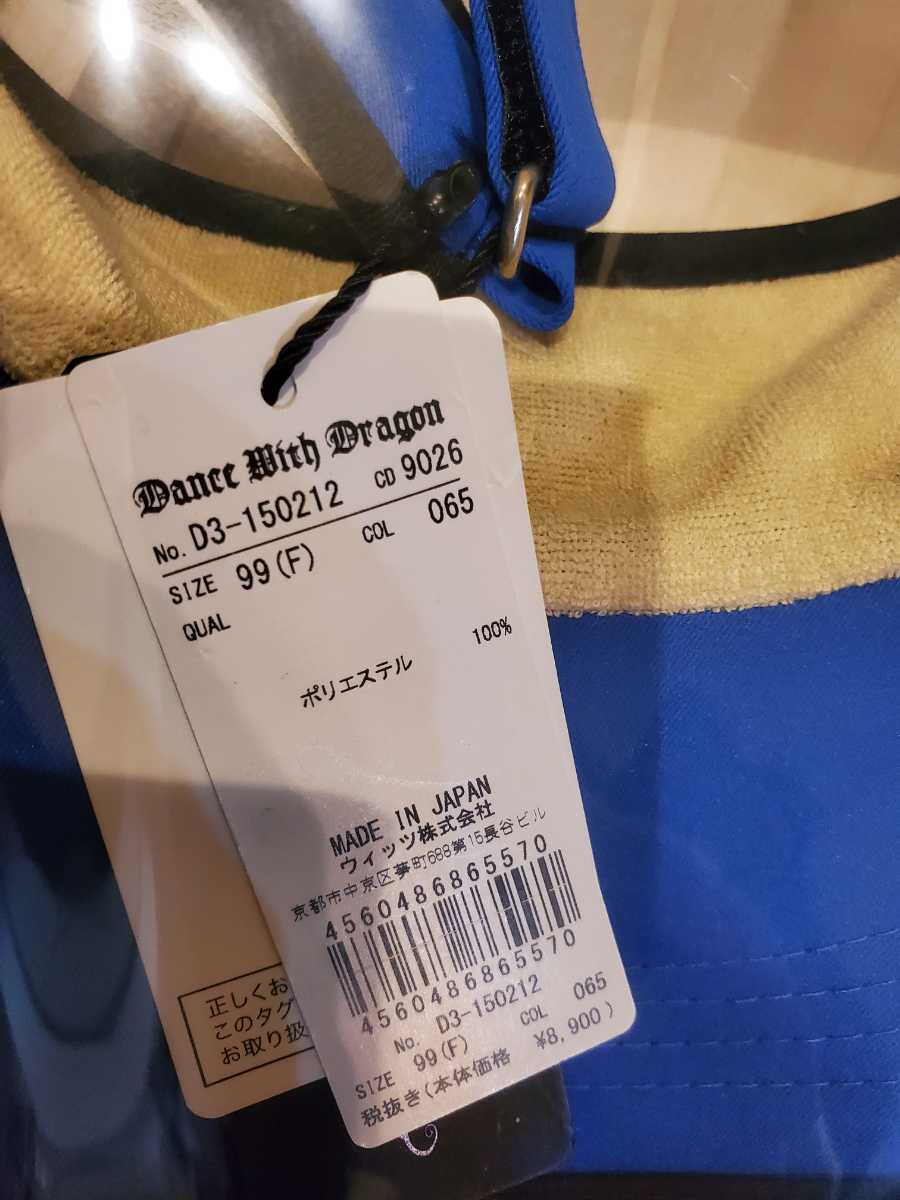 Dance With Dragon
No. D3-150212 CD 9026
SIZE 99(F) COL 065
QUAL
ポリエステル 100%
MADE IN JAPAN
ウィッツ株式会社
京都市中京区 町688第15長谷ビル
4560486865570
4560486865570
No. D3-150212
SIZE 99(F) COL 065
税抜き(本体価格 ¥8,900)
正しくお
このタグ
お取り扱